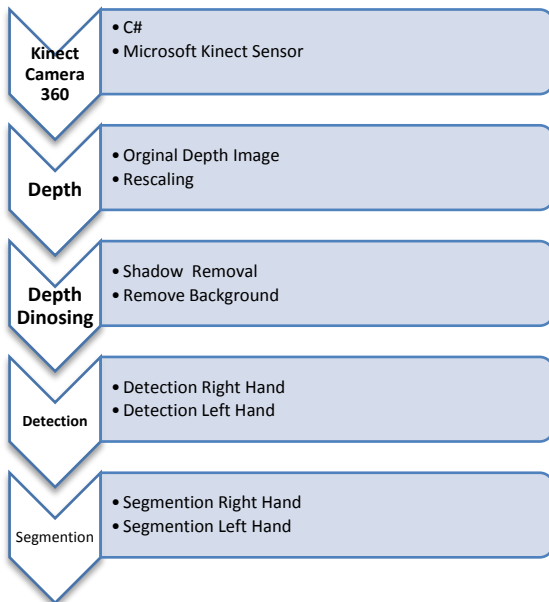 Kinect
Camera
360
• C#
• Microsoft Kinect Sensor
Depth
• Orginal Depth Image
• Rescaling
Depth
Dinosing
• Shadow Removal
• Remove Background
Detection
• Detection Right Hand
• Detection Left Hand
Segmention
• Segmention Right Hand
• Segmention Left Hand